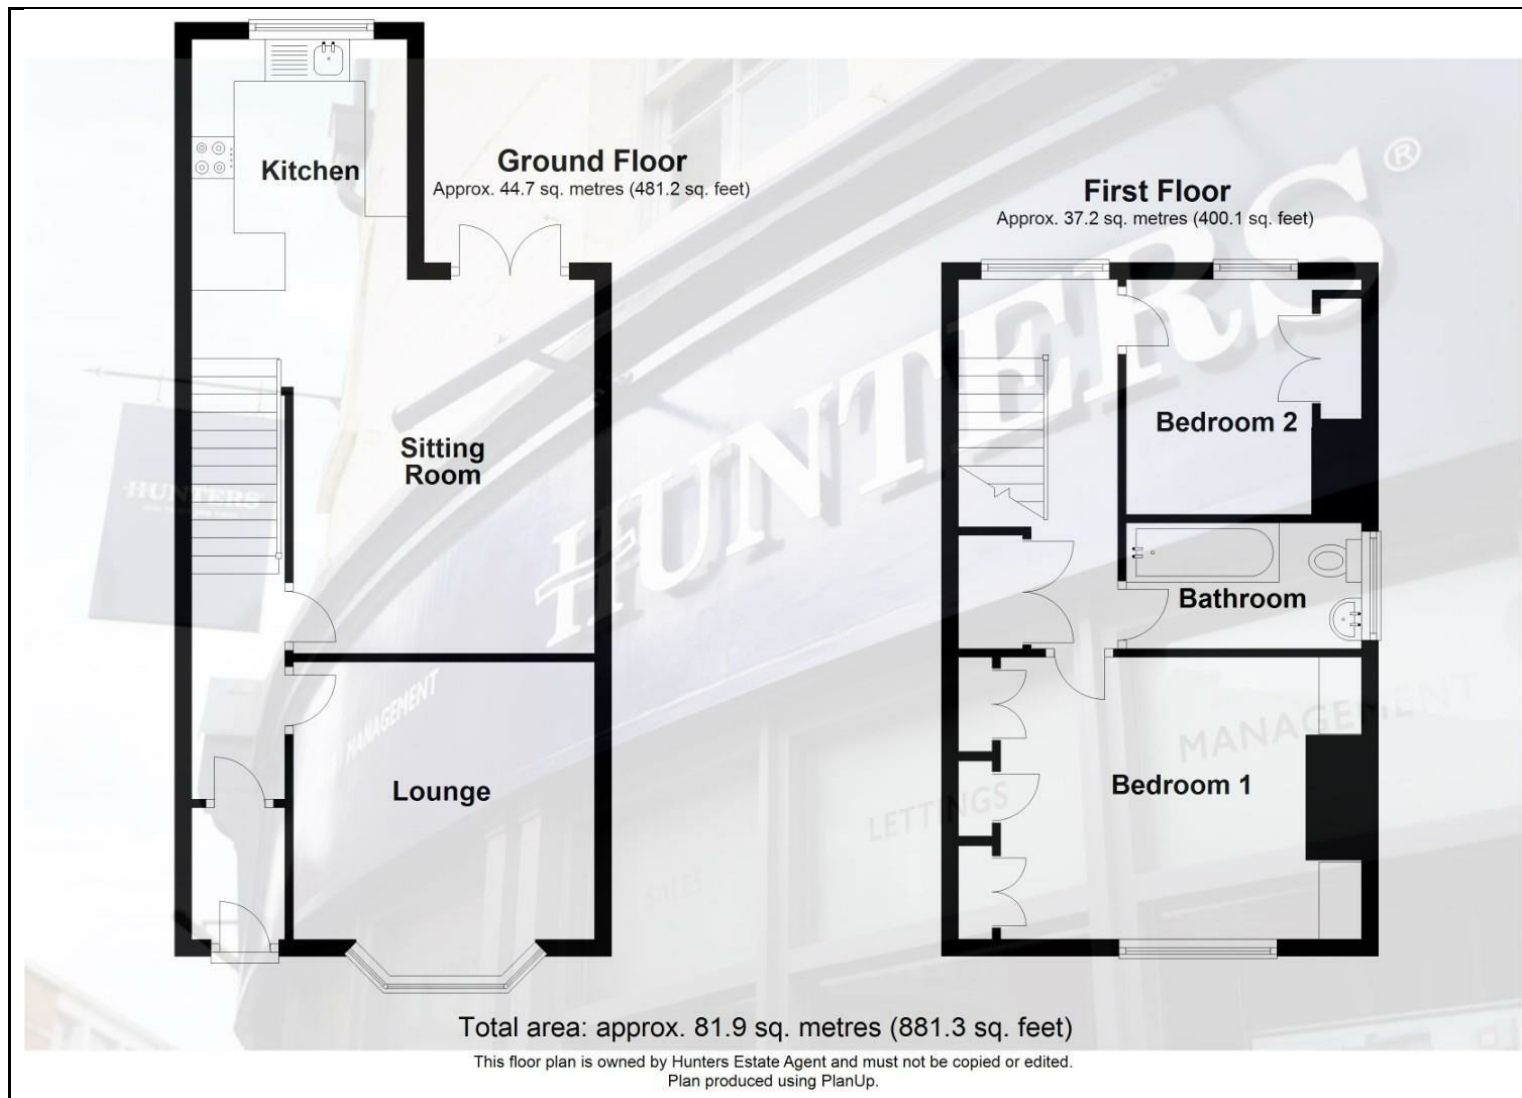 Ground Floor
Approx. 44.7 sq. metres (481.2 sq. feet)
Kitchen
Sitting
Room
Lounge
First Floor
Approx. 37.2 sq. metres (400.1 sq. feet)
Bedroom 2
Bathroom
Bedroom 1
HUNTERS®
HUNTERS
MANAGEMENT
LETTINGS
SALES
MANAGEMENT
Total area: approx. 81.9 sq. metres (881.3 sq. feet)
This floor plan is owned by Hunters Estate Agent and must not be copied or edited.
Plan produced using PlanUp.